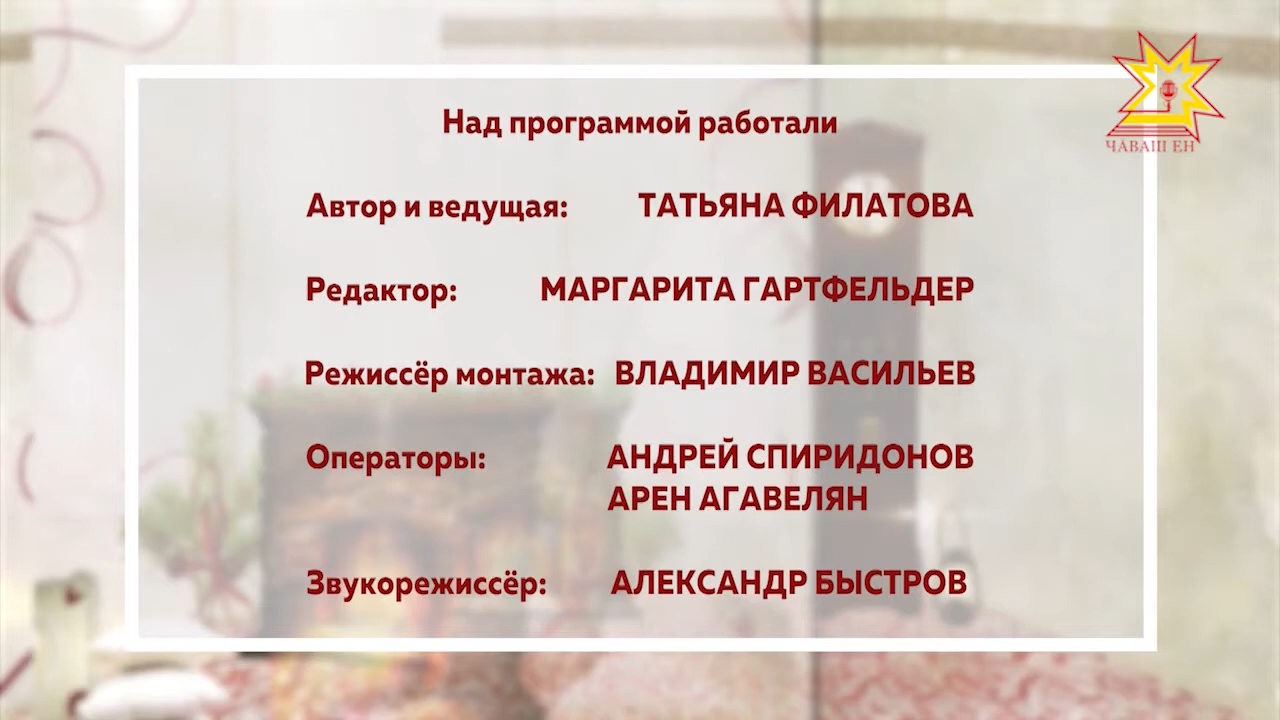 Над программой работали
ЧАВАШ ЕН
Автор и ведущая: ТАТЬЯНА ФИЛАТОВА
Редактор: МАРГАРИТА ГАРТФЕЛЬДЕР
Режиссёр монтажа: ВЛАДИМИР ВАСИЛЬЕВ
Операторы: АНДРЕЙ СПИРИДОНОВ
АРЕН АГАВЕЛЯН
Звукорежиссёр: АЛЕКСАНДР БЫСТРОВ